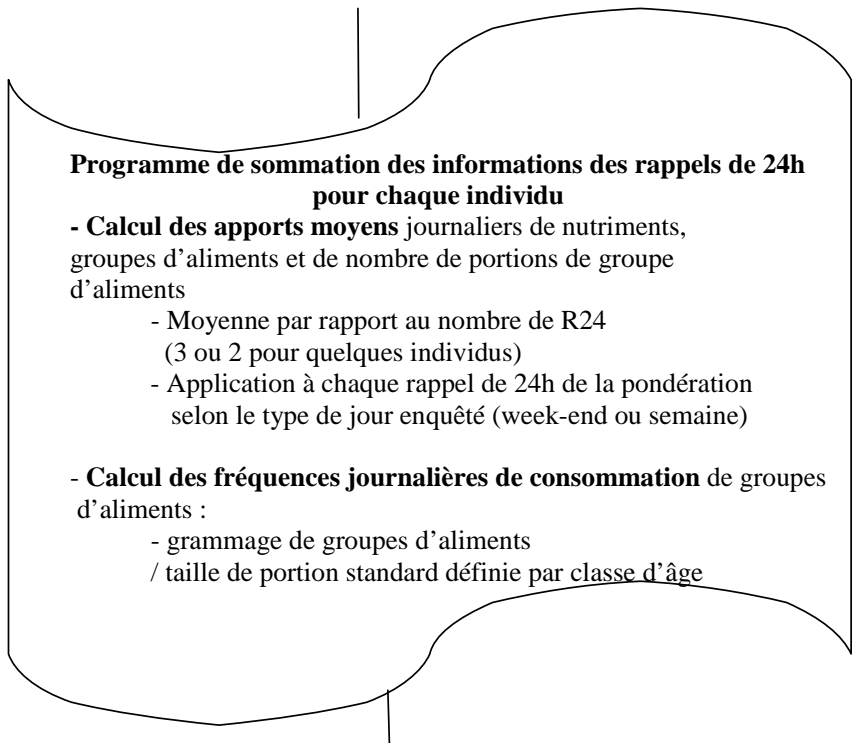 Programme de sommation des informations des rappels de 24h
pour chaque individu
- Calcul des apports moyens journaliers de nutriments,
groupes d’aliments et de nombre de portions de groupe
d’aliments
- Moyenne par rapport au nombre de R24
(3 ou 2 pour quelques individus)
- Application à chaque rappel de 24h de la pondération
selon le type de jour enquêté (week-end ou semaine)
- Calcul des fréquences journalières de consommation de groupes
d’aliments :
- grammage de groupes d’aliments
/ taille de portion standard définie par classe d’âge